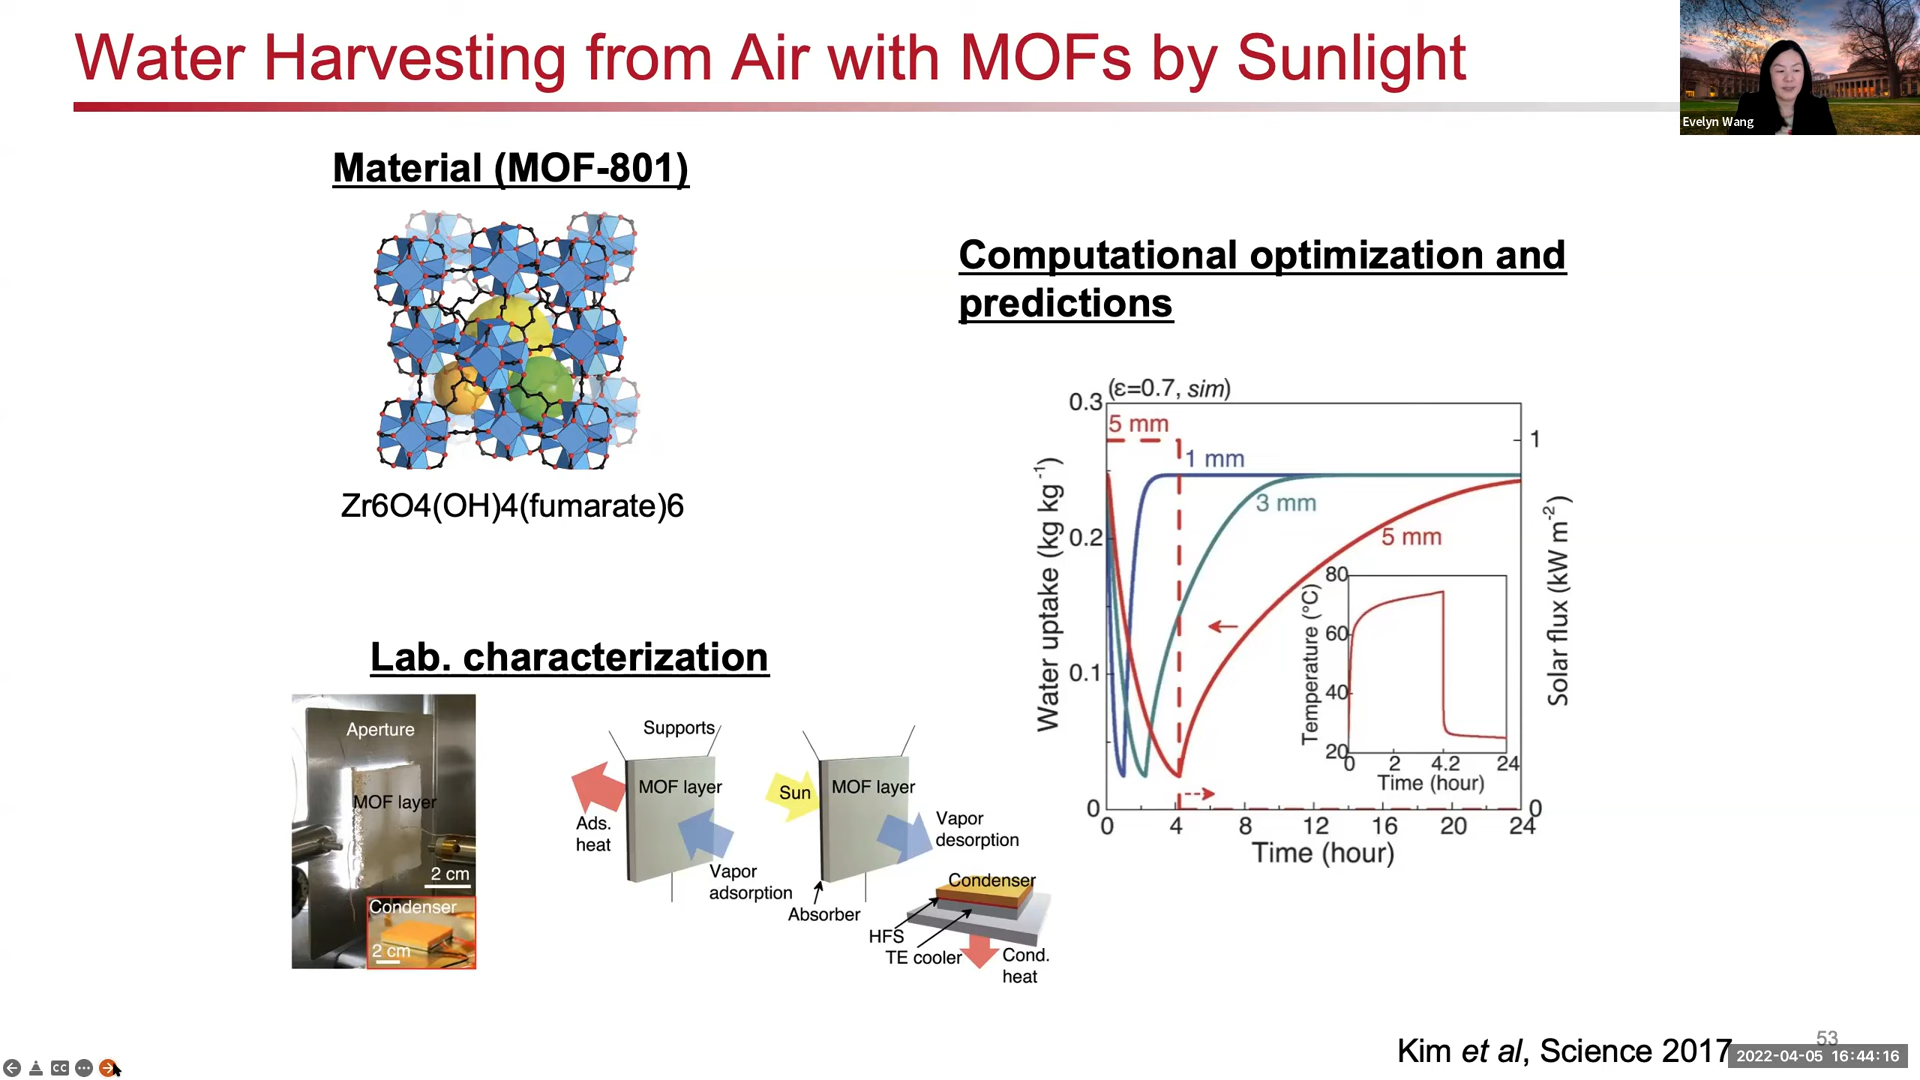 Water Harvesting from Air with MOFs by Sunlight
Evelyn Wang
Material (MOF-801)
Zr6O4(OH)4(fumarate)6
Lab. characterization
Aperture
MOF layer
2 cm
Condenser
2 cm
Supports
MOF layer
Ads.
heat
Vapor
adsorption
Sun
MOF layer
Vapor
desorption
Absorber
Condenser
HFS
TE cooler
Cond.
heat
Computational optimization and
predictions
(ε=0.7, sim)
5 mm
1 mm
3 mm
5 mm
Water uptake (kg kg⁻¹)
0.3
0.2
0.1
0
0 4 8 12 16 20 24
Time (hour)
1
0
Solar flux (kW m⁻²)
Temperature (°C)
80
60
40
20
0 2 4.2 24
Time (hour)
Kim et al, Science 2017
53
2022-04-05 16:44:16
CC